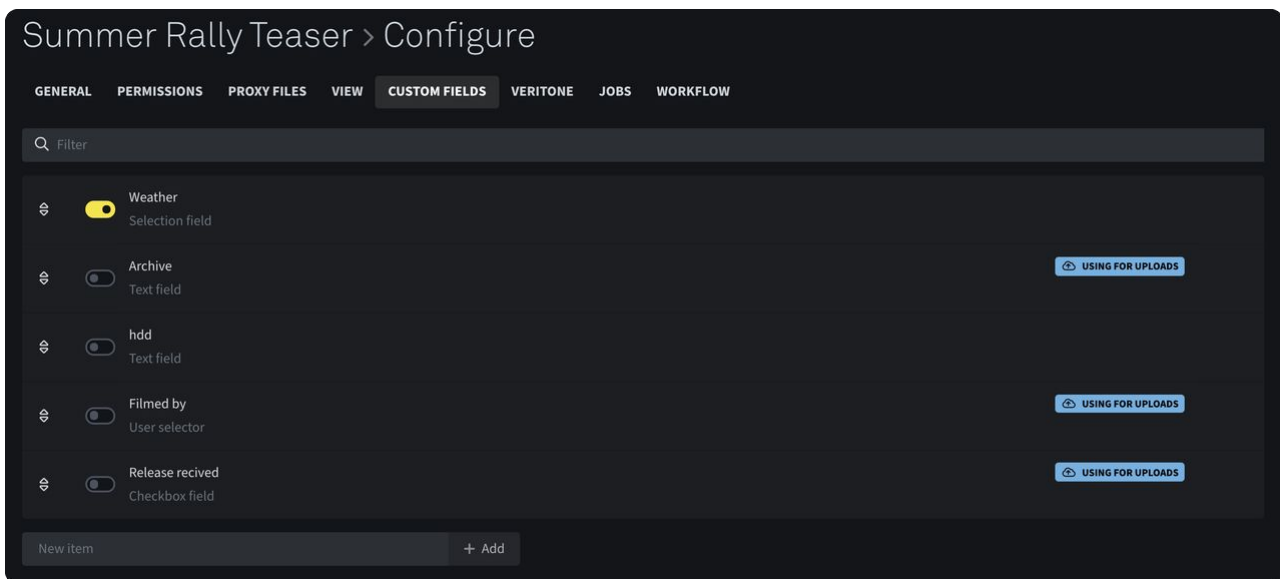 Summer Rally Teaser > Configure
GENERAL PERMISSIONS PROXY FILES VIEW CUSTOM FIELDS VERITONE JOBS WORKFLOW
Filter
Weather
Selection field
Archive
Text field
USING FOR UPLOADS
hdd
Text field
Filmed by
User selector
USING FOR UPLOADS
Release recived
Checkbox field
USING FOR UPLOADS
New item
+ Add